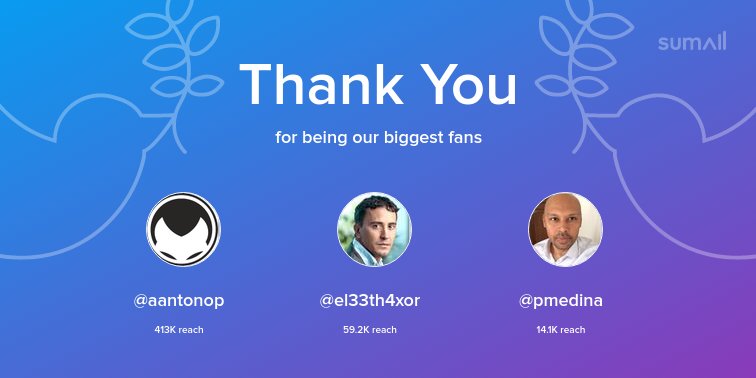 sumall
Thank You
for being our biggest fans
@aantonop @el33th4xor @pmedina
413K reach 59.2K reach 14.1K reach